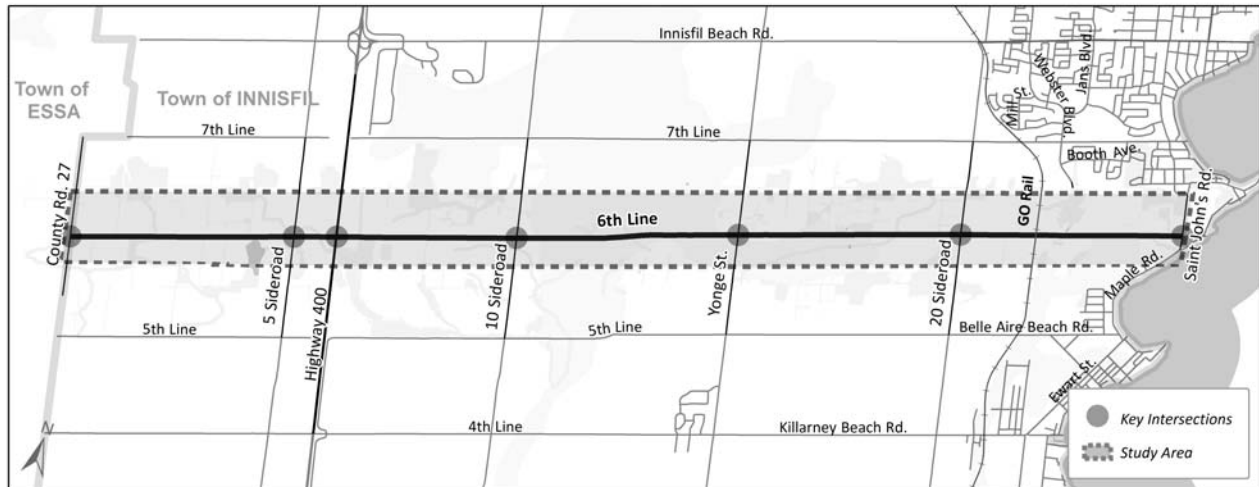 Innisfil Beach Rd.
Town of
ESSA
Town of INNISFIL
Webster Blvd.
Jans Blvd.
Mill St.
7th Line
7th Line
Booth Ave.
County Rd. 27
6th Line
GO Rail
Saint John's Rd.
5 Sideroad
Highway 400
10 Sideroad
Yonge St.
20 Sideroad
Maple Rd.
5th Line
5th Line
Belle Aire Beach Rd.
Ewart St.
4th Line
Killarney Beach Rd.
N
Key Intersections
Study Area